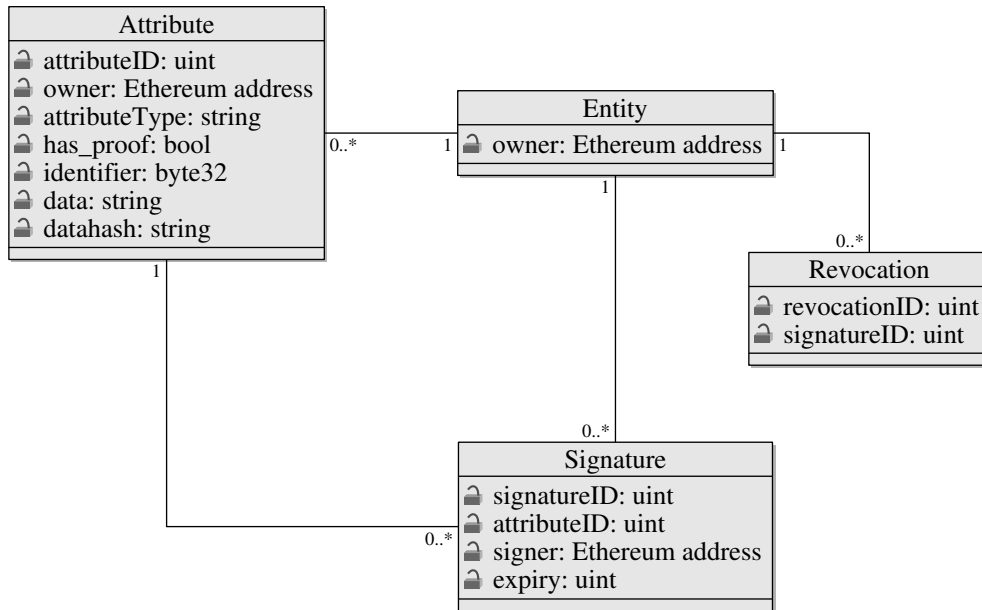 Attribute
attributeID: uint
owner: Ethereum address
attributeType: string
has_proof: bool
identifier: byte32
data: string
datahash: string
0..*
1
Entity
owner: Ethereum address
1
1
0..*
Revocation
revocationID: uint
signatureID: uint
1
0..*
0..*
Signature
signatureID: uint
attributeID: uint
signer: Ethereum address
expiry: uint